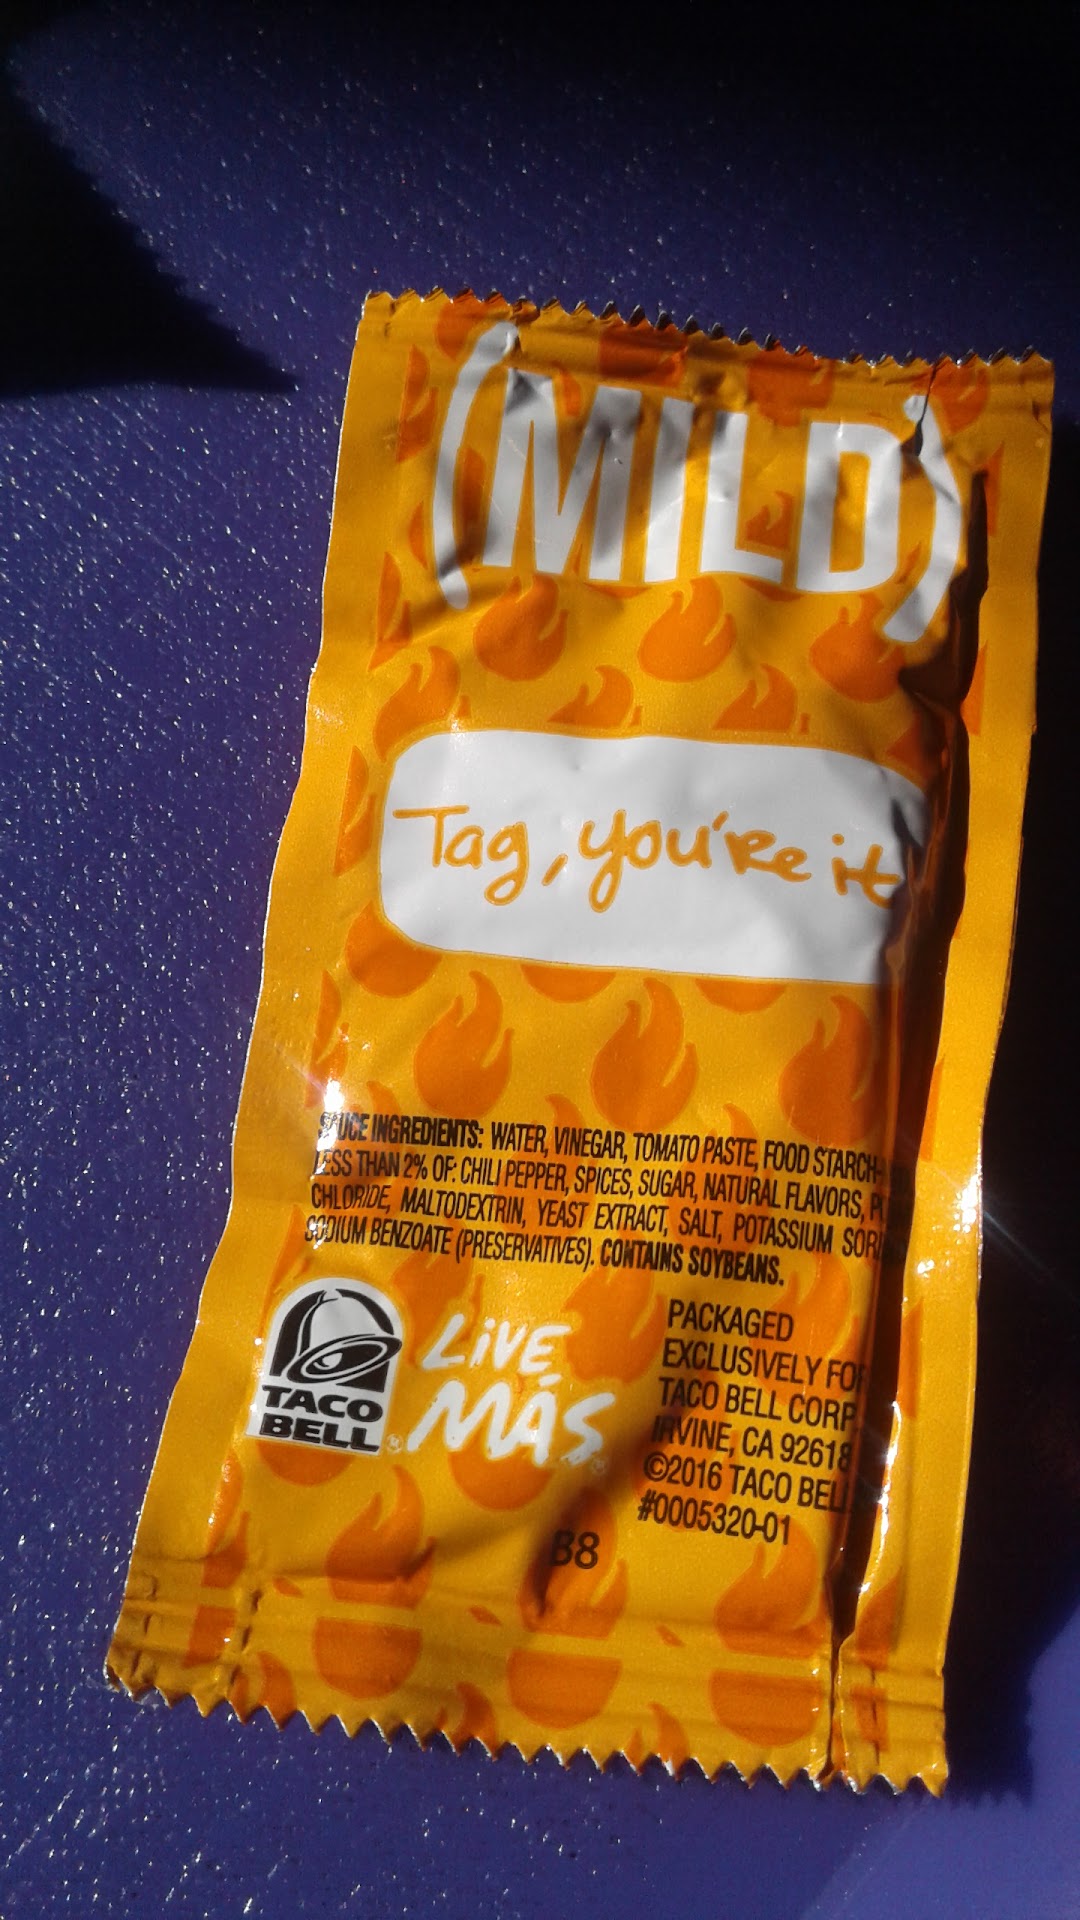 (MILD)
Tag, you're it
SAUCE INGREDIENTS: WATER, VINEGAR, TOMATO PASTE, FOOD STARCH-
LESS THAN 2% OF: CHILI PEPPER, SPICES, SUGAR, NATURAL FLAVORS,
CHLORIDE, MALTODEXTRIN, YEAST EXTRACT, SALT, POTASSIUM
SODIUM BENZOATE (PRESERVATIVES). CONTAINS SOYBEANS.
TACO
BELL®
LIVE
MÁS
PACKAGED
EXCLUSIVELY FOR
TACO BELL CORP.
IRVINE, CA 92618
©2016 TACO BELL
#0005320-01
B8